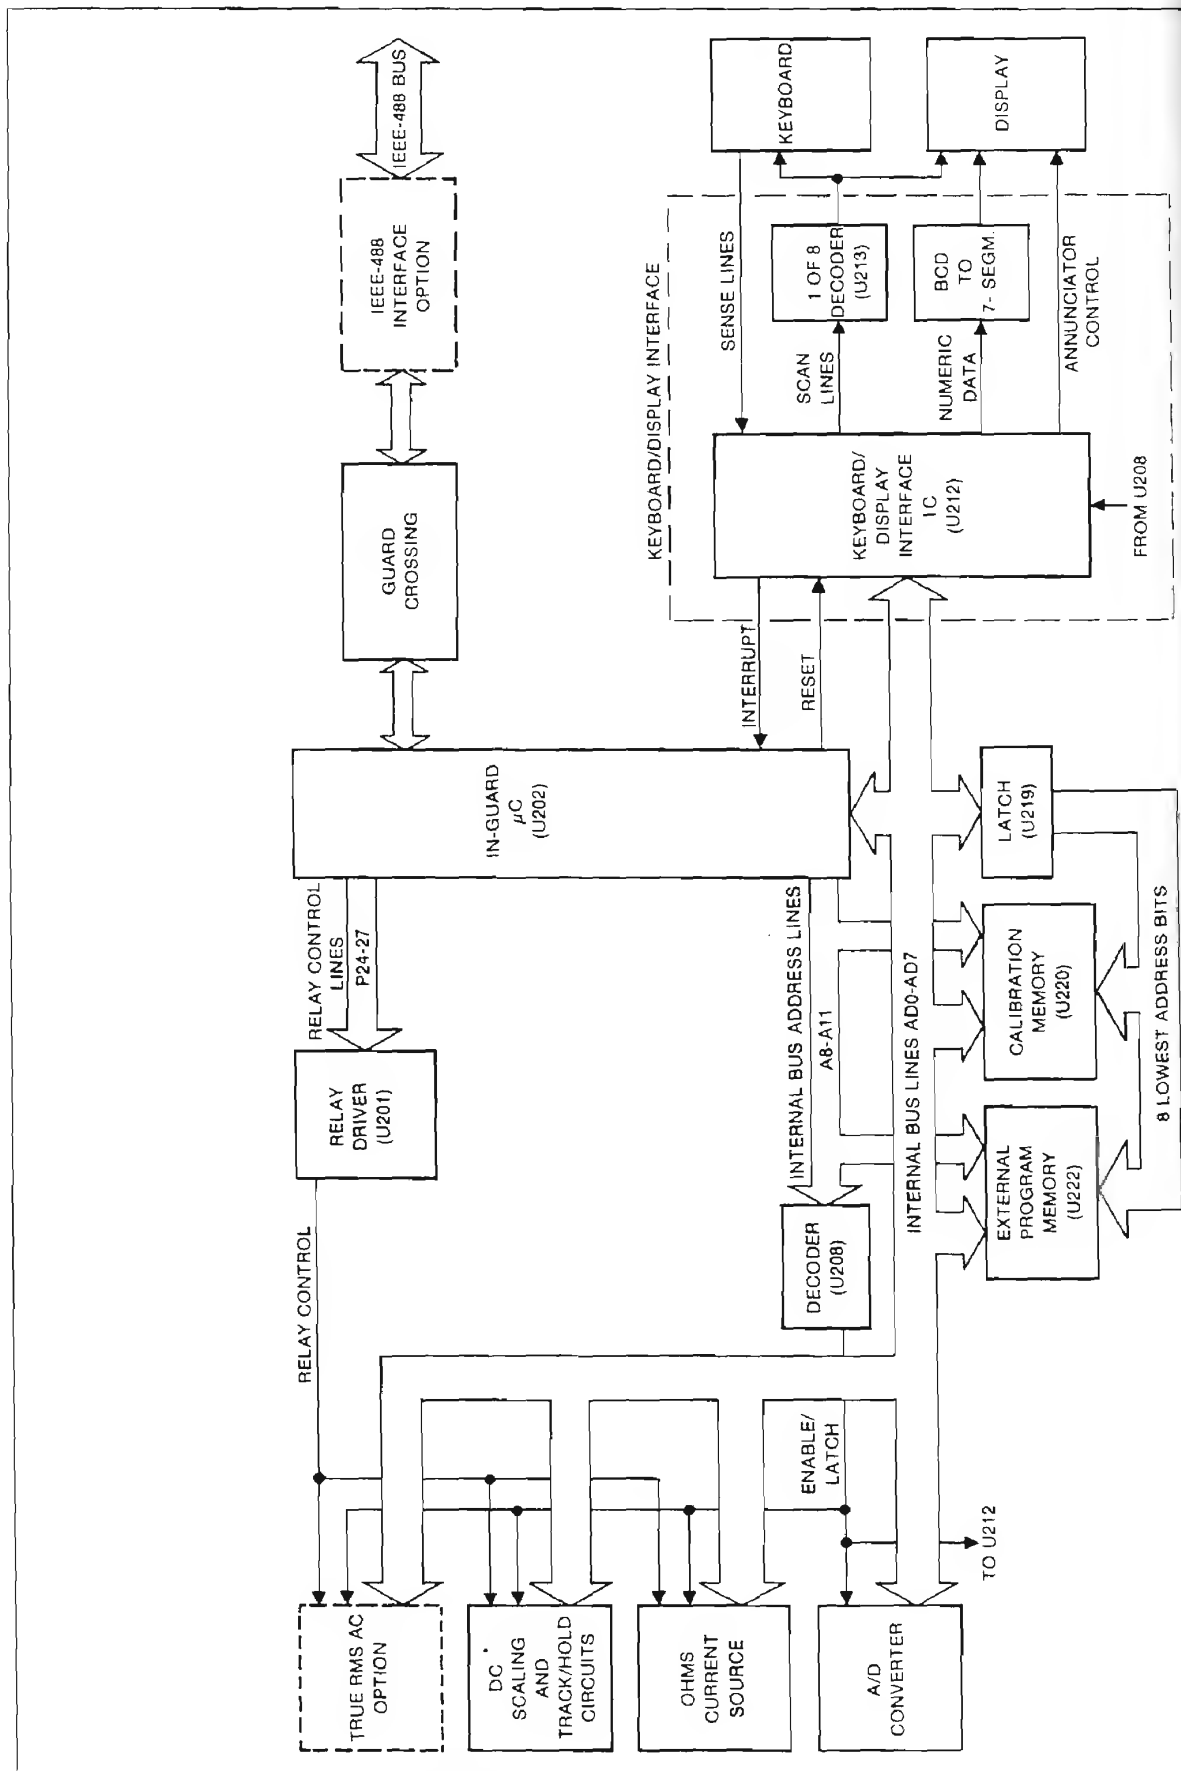 TRUE RMS AC
OPTION
DC
SCALING
AND
TRACK/HOLD
CIRCUITS
OHMS
CURRENT
SOURCE
A/D
CONVERTER
RELAY CONTROL
ENABLE/
LATCH
TO U212
RELAY
DRIVER
(U201)
DECODER
(U208)
RELAY CONTROL
LINES
P24-27
INTERNAL BUS ADDRESS LINES
A8-A11
INTERNAL BUS LINES AD0-AD7
EXTERNAL
PROGRAM
MEMORY
(U222)
CALIBRATION
MEMORY
(U220)
8 LOWEST ADDRESS BITS
IN-GUARD
µC
(U202)
LATCH
(U219)
GUARD
CROSSING
INTERRUPT
RESET
IEEE-488
INTERFACE
OPTION
IEEE-488 BUS
KEYBOARD/DISPLAY INTERFACE
KEYBOARD/
DISPLAY
INTERFACE
IC
(U212)
FROM U208
SENSE LINES
SCAN
LINES
NUMERIC
DATA
ANNUNCIATOR
CONTROL
1 OF 8
DECODER
(U213)
BCD
TO
7- SEGM.
KEYBOARD
DISPLAY